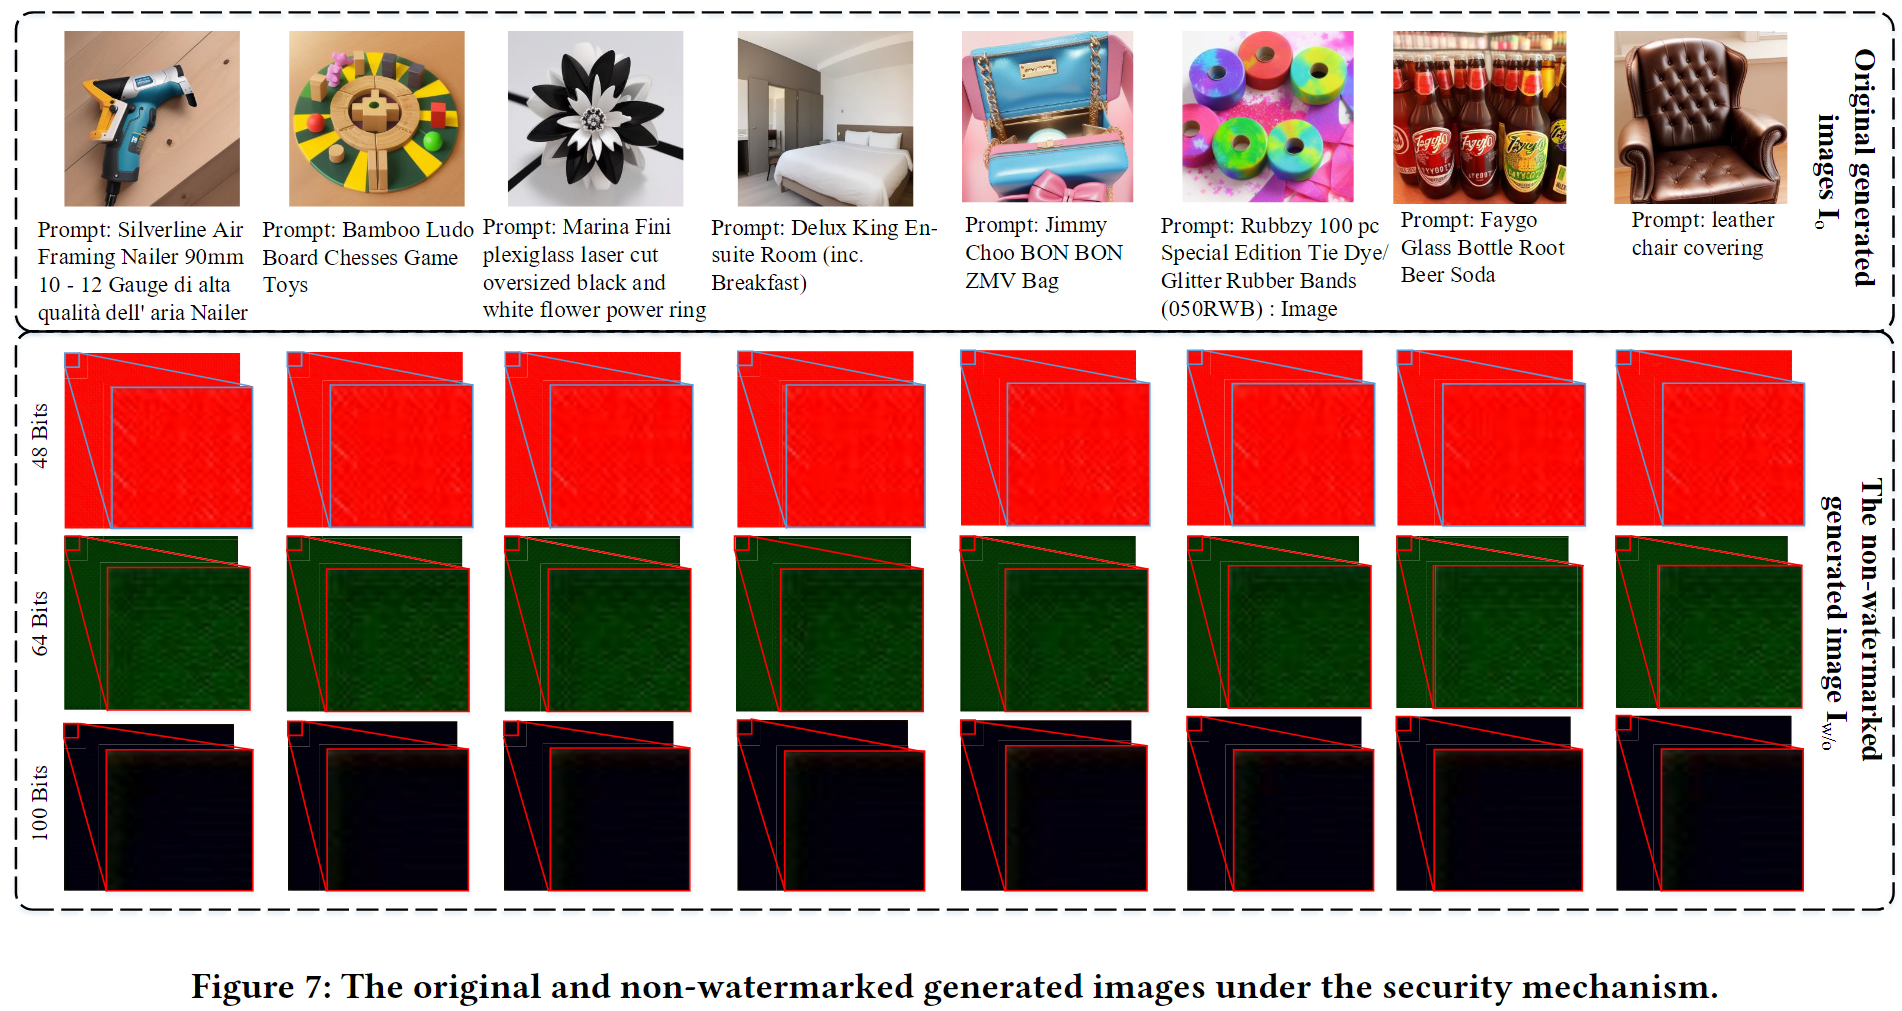 Prompt: Silverline Air
Framing Nailer 90mm
10 - 12 Gauge di alta
qualità dell' aria Nailer
Prompt: Bamboo Ludo
Board Chesses Game
Toys
Prompt: Marina Fini
plexiglass laser cut
oversized black and
white flower power ring
Prompt: Delux King En-
suite Room (inc.
Breakfast)
Prompt: Jimmy
Choo BON BON
ZMV Bag
Prompt: Rubbzy 100 pc
Special Edition Tie Dye/
Glitter Rubber Bands
(050RWB) : Image
Prompt: Faygo
Glass Bottle Root
Beer Soda
Prompt: leather
chair covering
Original generated
images I_o
48 Bits
64 Bits
100 Bits
The non-watermarked
generated image I_w/o
Figure 7: The original and non-watermarked generated images under the security mechanism.